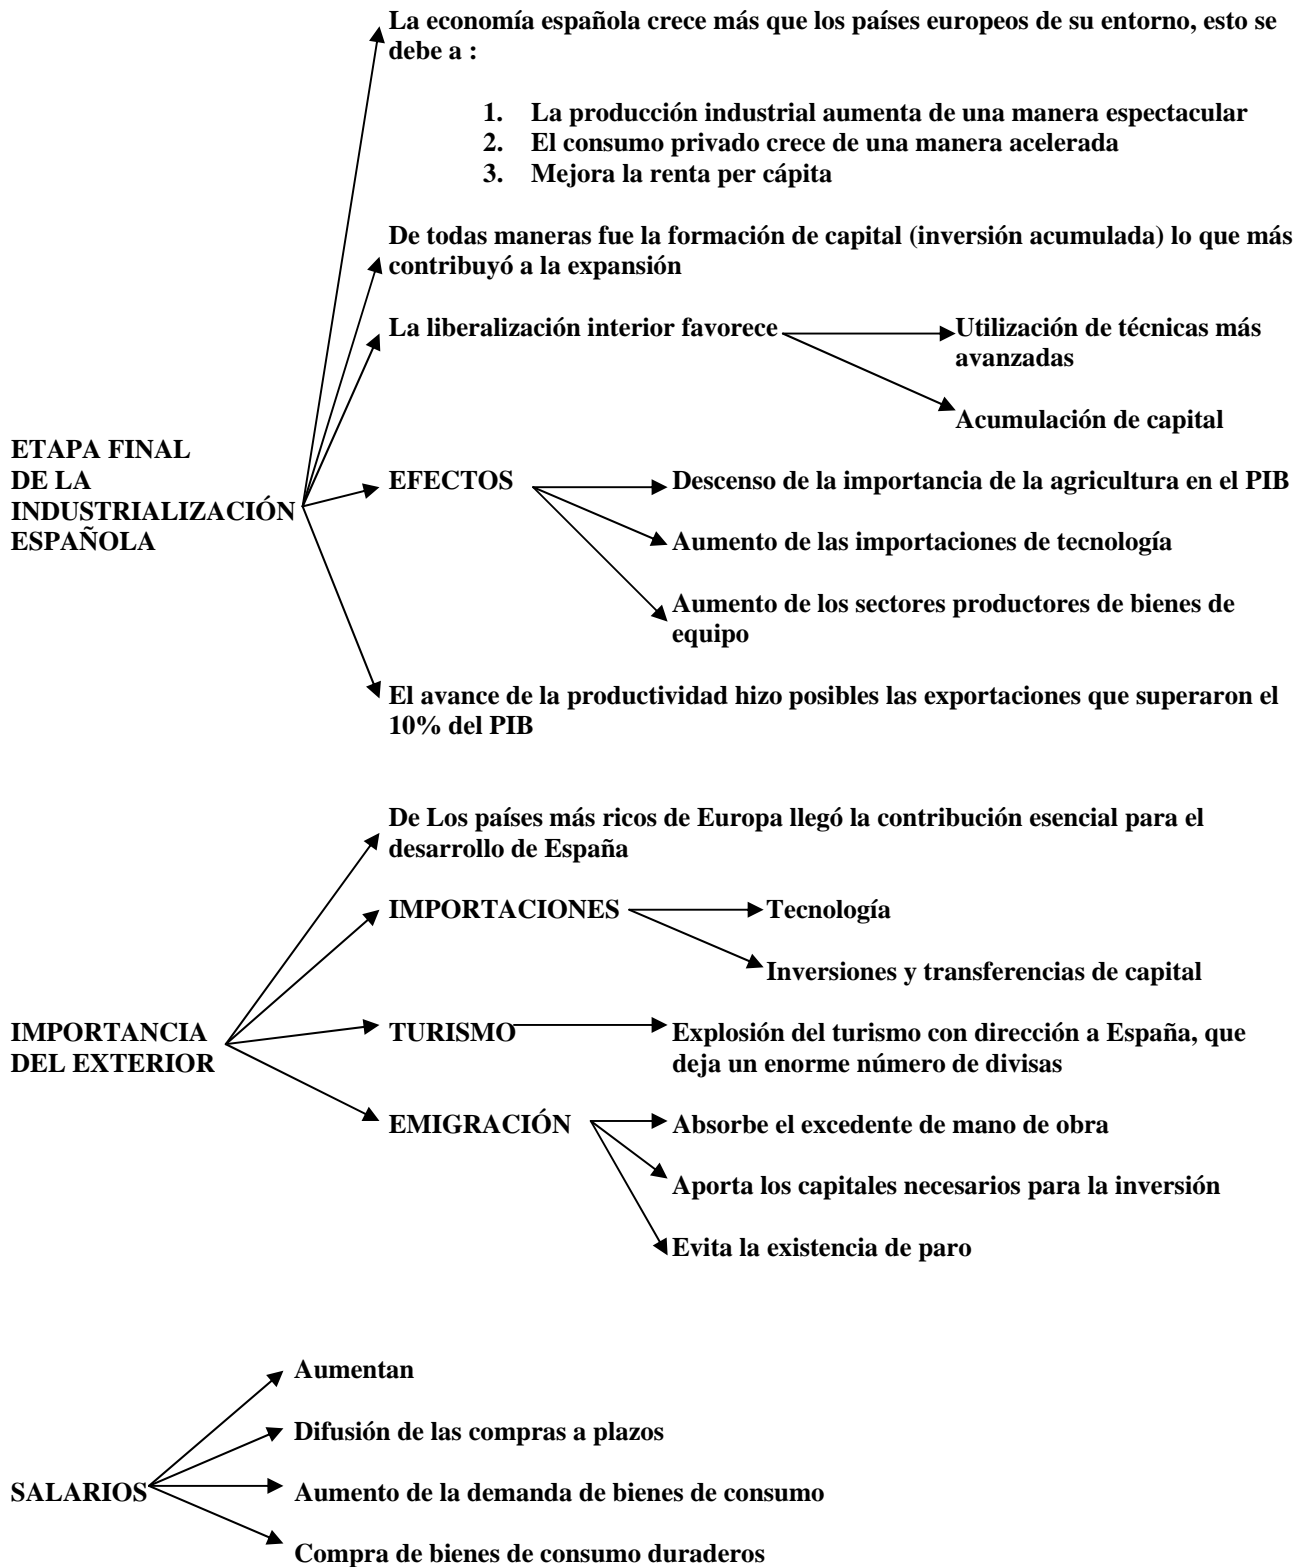 La economía española crece más que los países europeos de su entorno, esto se
debe a :
1. La producción industrial aumenta de una manera espectacular
2. El consumo privado crece de una manera acelerada
3. Mejora la renta per cápita
De todas maneras fue la formación de capital (inversión acumulada) lo que más
contribuyó a la expansión
La liberalización interior favorece
Utilización de técnicas más
avanzadas
Acumulación de capital
ETAPA FINAL
DE LA
INDUSTRIALIZACIÓN
ESPAÑOLA
EFECTOS
Descenso de la importancia de la agricultura en el PIB
Aumento de las importaciones de tecnología
Aumento de los sectores productores de bienes de
equipo
El avance de la productividad hizo posibles las exportaciones que superaron el
10% del PIB
De Los países más ricos de Europa llegó la contribución esencial para el
desarrollo de España
IMPORTACIONES
Tecnología
Inversiones y transferencias de capital
IMPORTANCIA
DEL EXTERIOR
TURISMO
Explosión del turismo con dirección a España, que
deja un enorme número de divisas
EMIGRACIÓN
Absorbe el excedente de mano de obra
Aporta los capitales necesarios para la inversión
Evita la existencia de paro
SALARIOS
Aumentan
Difusión de las compras a plazos
Aumento de la demanda de bienes de consumo
Compra de bienes de consumo duraderos